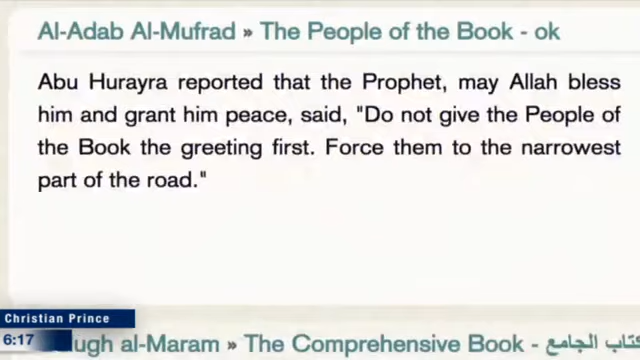 Al-Adab Al-Mufrad » The People of the Book - ok
Abu Hurayra reported that the Prophet, may Allah bless
him and grant him peace, said, "Do not give the People of
the Book the greeting first. Force them to the narrowest
part of the road."
Christian Prince
6:17
al-Maram » The Comprehensive Book - كتاب الجامع